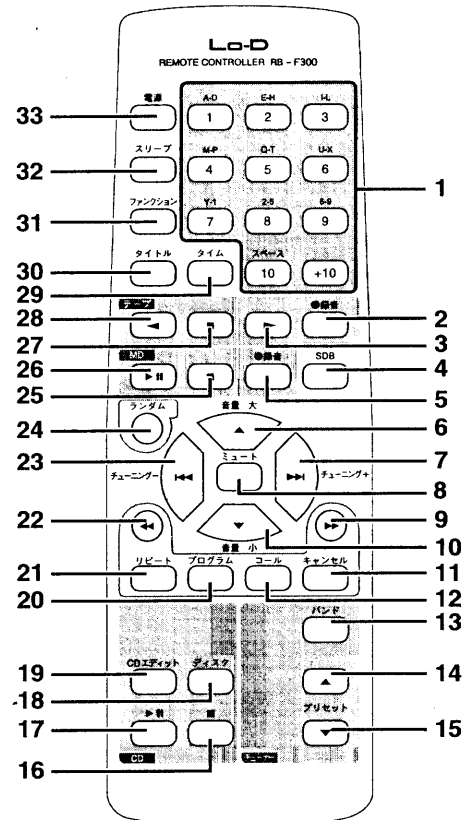 Lo-D
REMOTE CONTROLLER RB-F300
電源 A-D E-H I-L
33 1 2 3
スリープ M-P Q-T U-X
32 4 5 6 1
ファンクション Y-1 2-5 6-9
31 7 8 9
タイトル タイム スペース
30 10 +10
29
テープ ●録音
28 ◄ ■ ► 2
27 3
MD ●録音 SDB
26 ►II ■ 4
25 5
ランダム 音量 大
24 ▲ 6
23 ミュート 7
チューニング− |◄◄ ►►| チューニング+
8
22 ◄◄ ▼ ►► 9
音量 小 10
リピート プログラム コール キャンセル
21 11
20 12
バンド
13
CDエディット ディスク
19 ▲ 14
18
►II ■ プリセット
17 ▼ 15
16
CD チューナー